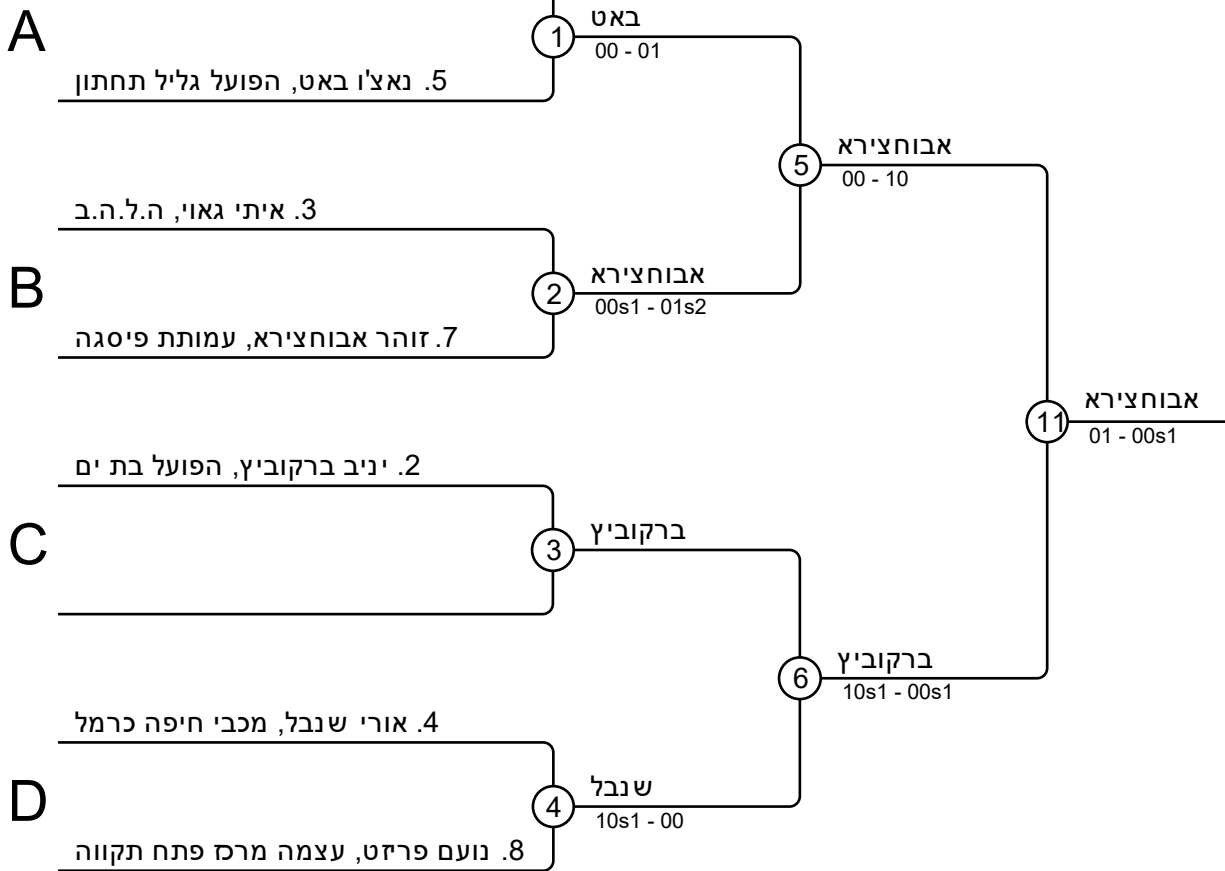 A
1
באט
00 - 01
5. נאצ'ו באט, הפועל גליל תחתון
5
אבוחצירא
00 - 10
3. איתי גאוי, ה.ל.ה.ב
B
2
אבוחצירא
00s1 - 01s2
7. זוהר אבוחצירא, עמותת פיסגה
11
אבוחצירא
01 - 00s1
2. יניב ברקוביץ, הפועל בת ים
C
3
ברקוביץ
6
ברקוביץ
10s1 - 00s1
4. אורי שנבל, מכבי חיפה כרמל
D
4
שנבל
10s1 - 00
8. נועם פריזט, עצמה מרכז פתח תקווה